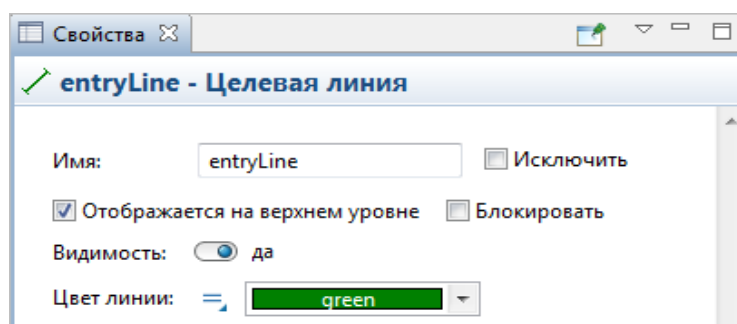 Свойства
entryLine - Целевая линия
Имя: entryLine Исключить
Отображается на верхнем уровне Блокировать
Видимость: да
Цвет линии: green